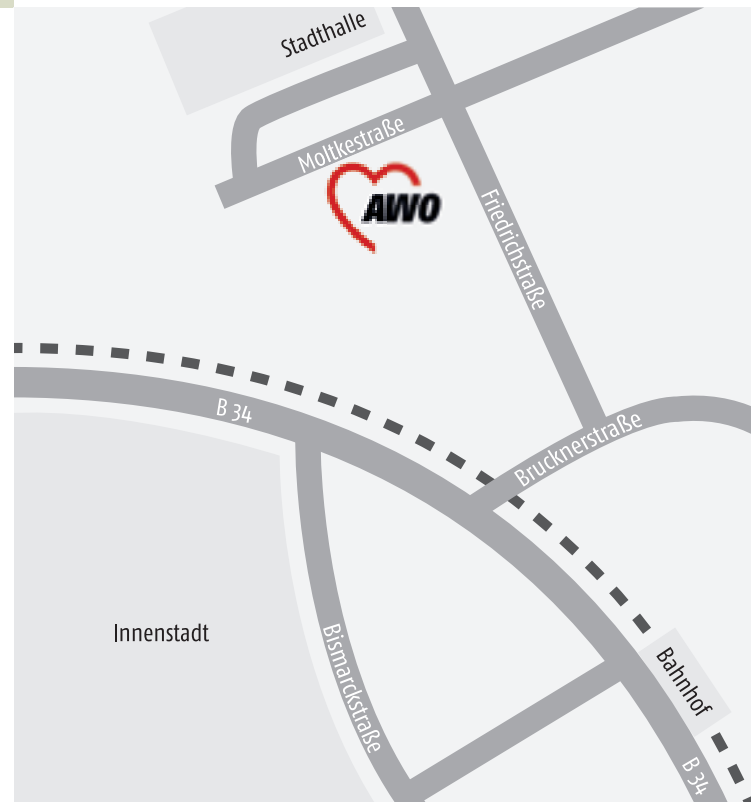 Stadthalle
Moltkestraße
AWO
Friedrichstraße
B 34
Brucknerstraße
Innenstadt
Bismarckstraße
Bahnhof
B 34